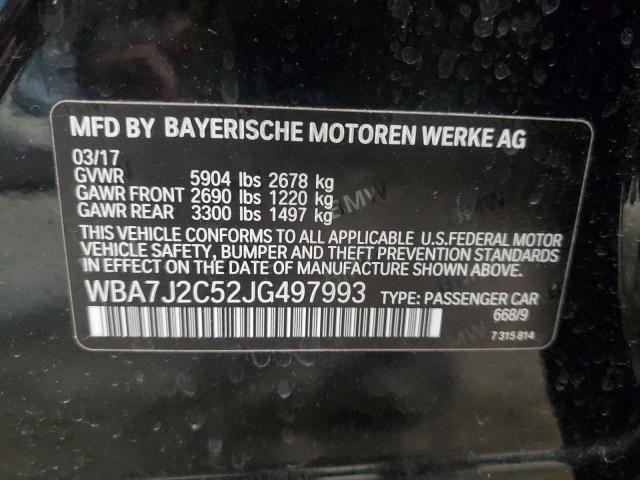 MFD BY BAYERISCHE MOTOREN WERKE AG
03/17
GVWR 5904 lbs 2678 kg
GAWR FRONT 2690 lbs 1220 kg
GAWR REAR 3300 lbs 1497 kg
THIS VEHICLE CONFORMS TO ALL APPLICABLE U.S.FEDERAL MOTOR
VEHICLE SAFETY, BUMPER AND THEFT PREVENTION STANDARDS IN
EFFECT ON THE DATE OF MANUFACTURE SHOWN ABOVE.
WBA7J2C52JG497993 TYPE: PASSENGER CAR
668/9
7 315 814
BMW
BMW